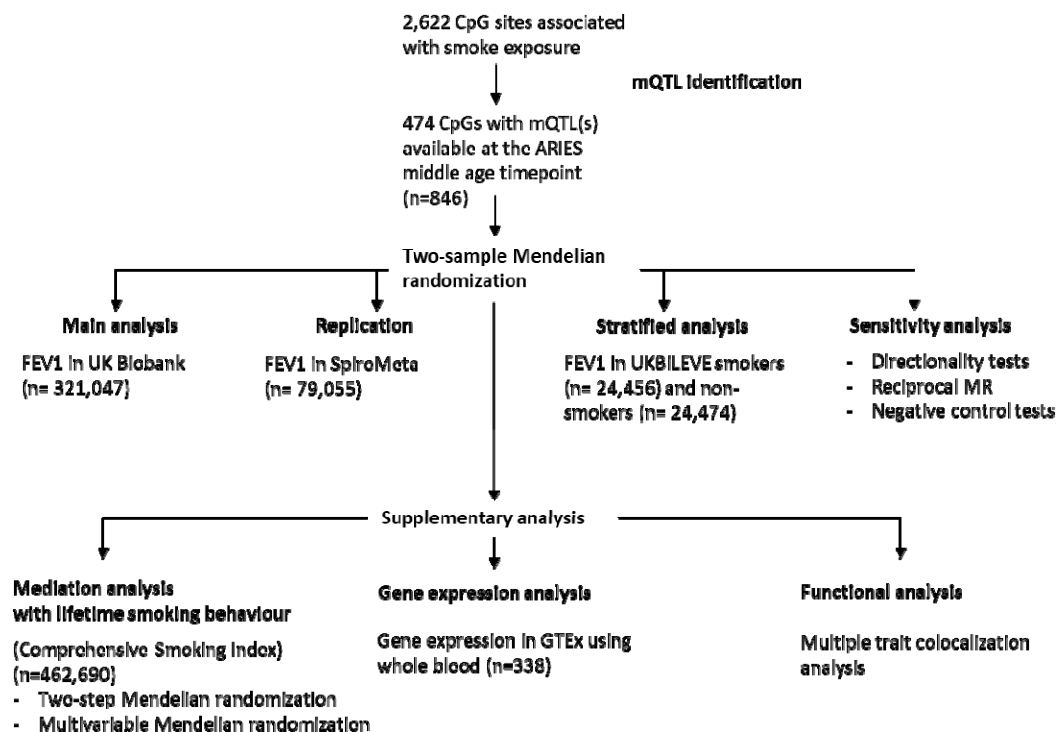 2,622 CpG sites associated
with smoke exposure
mQTL identification
474 CpGs with mQTL(s)
available at the ARIES
middle age timepoint
(n=846)
Two-sample Mendelian
randomization
Main analysis
FEV1 in UK Biobank
(n= 321,047)
Replication
FEV1 in SpiroMeta
(n= 79,055)
Stratified analysis
FEV1 in UKBiLEVE smokers
(n= 24,456) and non-
smokers (n= 24,474)
Sensitivity analysis
- Directionality tests
- Reciprocal MR
- Negative control tests
Supplementary analysis
Mediation analysis
with lifetime smoking behaviour
(Comprehensive Smoking Index)
(n=462,690)
- Two-step Mendelian randomization
- Multivariable Mendelian randomization
Gene expression analysis
Gene expression in GTEx using
whole blood (n=338)
Functional analysis
Multiple trait colocalization
analysis